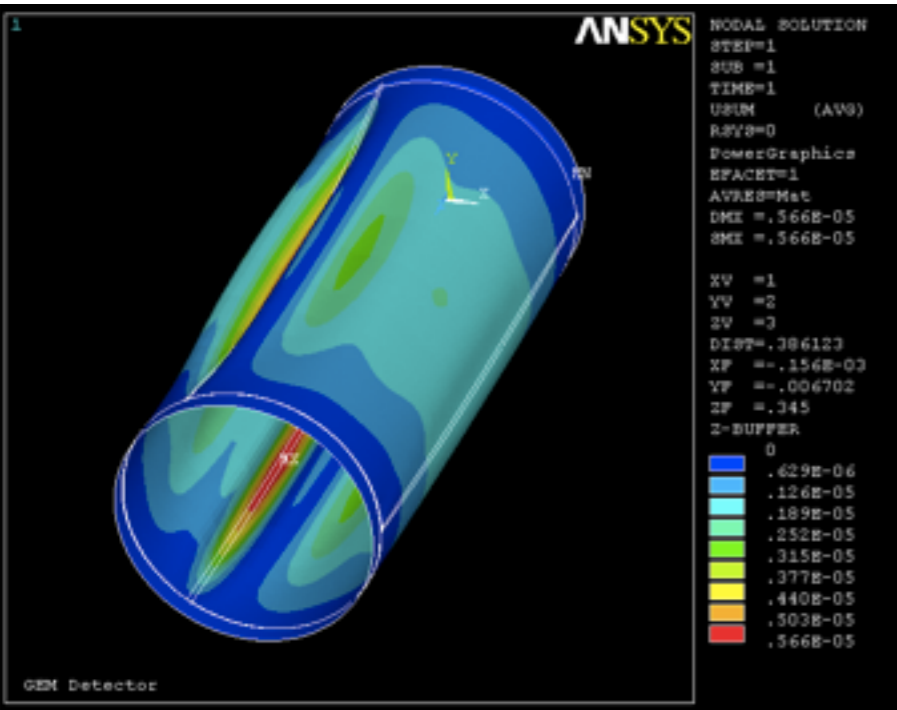 1
ANSYS
NODAL SOLUTION
STEP=1
SUB =1
TIME=1
USUM (AVG)
RSYS=0
PowerGraphics
EFACET=1
AVRES=Mat
DMX =.566E-05
SMX =.566E-05
XV =1
YV =2
ZV =3
DIST=.386123
XF =-.156E-03
YF =-.006702
ZF =.345
Z-BUFFER
0
.629E-06
.126E-05
.189E-05
.252E-05
.315E-05
.377E-05
.440E-05
.503E-05
.566E-05
Y
X
MN
MX
GEM Detector